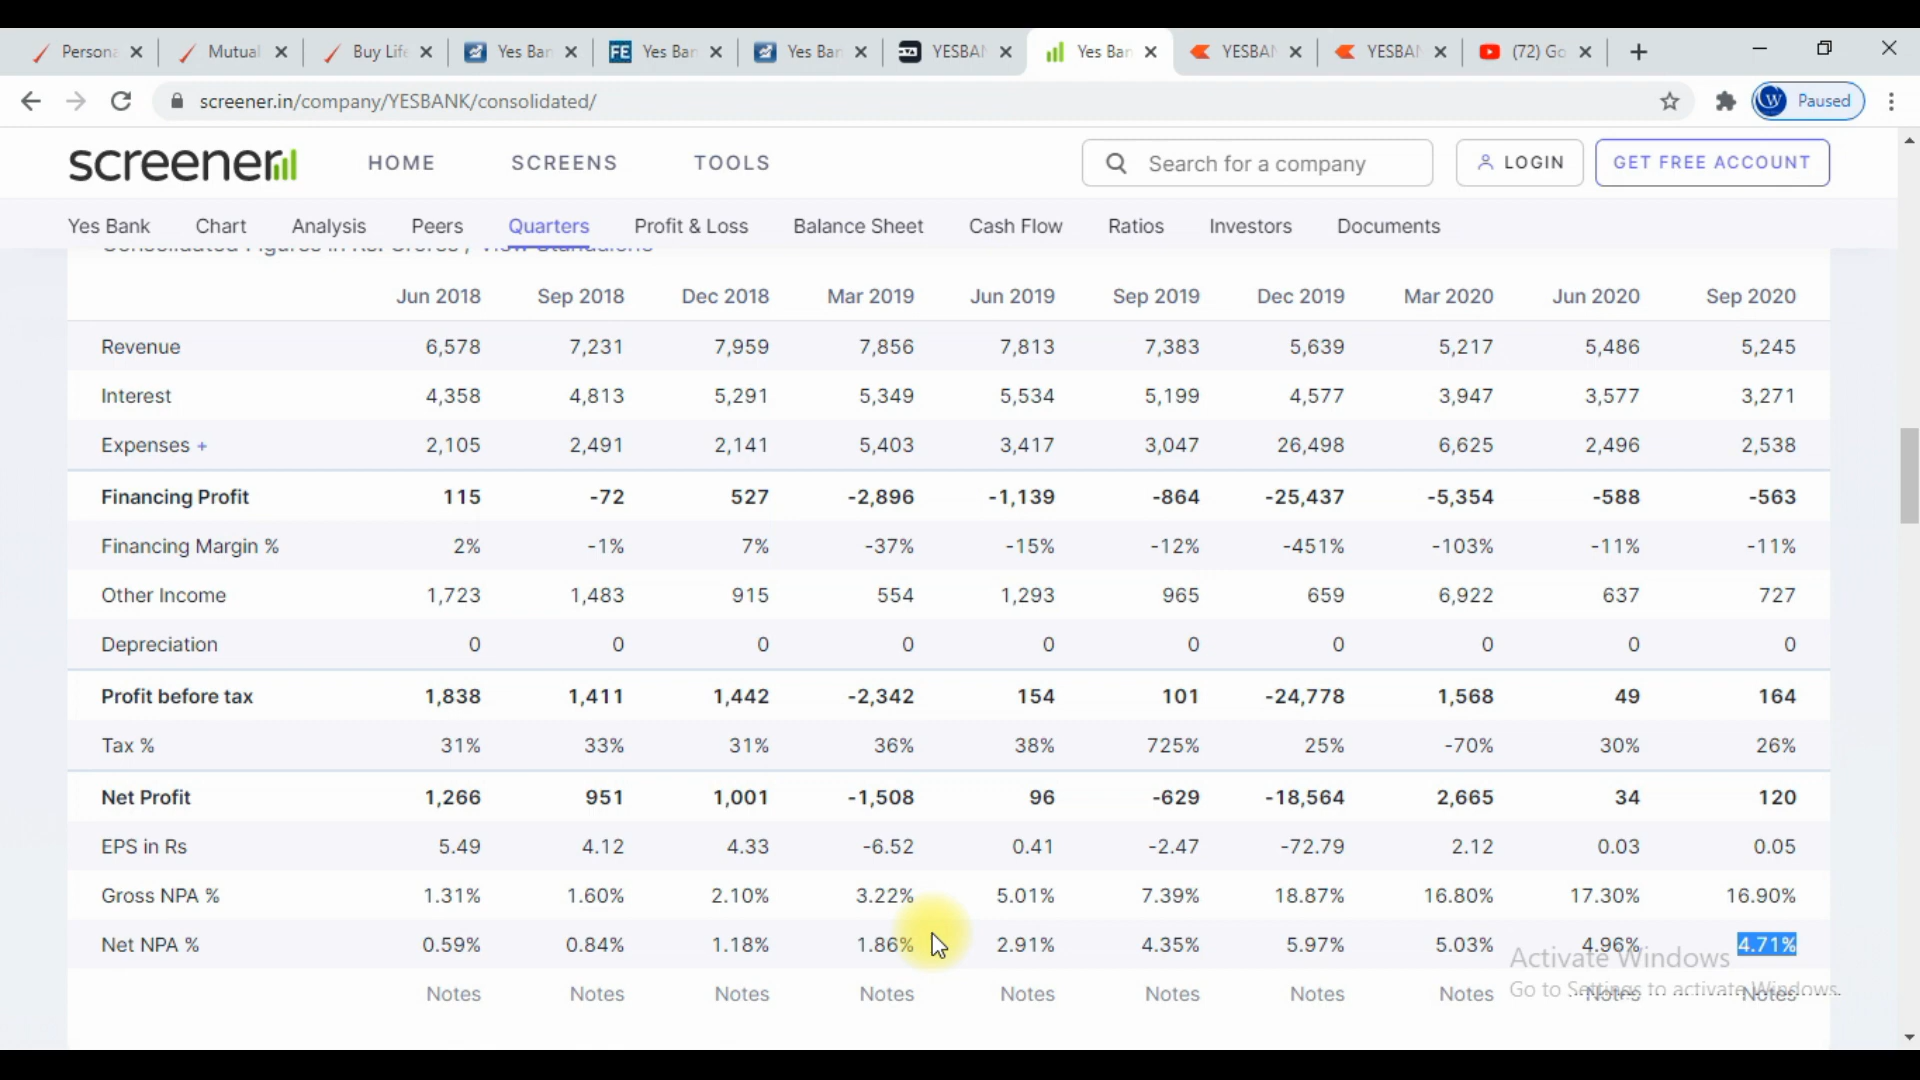 Persona Mutual Buy Life Yes Ban FE Yes Ban Yes Ban YESBAN Yes Ban YESBAN YESBAN (72) Go
screener.in/company/YESBANK/consolidated/ W Paused
screener HOME SCREENS TOOLS Search for a company LOGIN GET FREE ACCOUNT
Yes Bank Chart Analysis Peers Quarters Profit & Loss Balance Sheet Cash Flow Ratios Investors Documents
Consolidated Figures in Rs. Crores / View Standalone
Jun 2018 Sep 2018 Dec 2018 Mar 2019 Jun 2019 Sep 2019 Dec 2019 Mar 2020 Jun 2020 Sep 2020
Revenue 6,578 7,231 7,959 7,856 7,813 7,383 5,639 5,217 5,486 5,245
Interest 4,358 4,813 5,291 5,349 5,534 5,199 4,577 3,947 3,577 3,271
Expenses + 2,105 2,491 2,141 5,403 3,417 3,047 26,498 6,625 2,496 2,538
Financing Profit 115 -72 527 -2,896 -1,139 -864 -25,437 -5,354 -588 -563
Financing Margin % 2% -1% 7% -37% -15% -12% -451% -103% -11% -11%
Other Income 1,723 1,483 915 554 1,293 965 659 6,922 637 727
Depreciation 0 0 0 0 0 0 0 0 0 0
Profit before tax 1,838 1,411 1,442 -2,342 154 101 -24,778 1,568 49 164
Tax % 31% 33% 31% 36% 38% 725% 25% -70% 30% 26%
Net Profit 1,266 951 1,001 -1,508 96 -629 -18,564 2,665 34 120
EPS in Rs 5.49 4.12 4.33 -6.52 0.41 -2.47 -72.79 2.12 0.03 0.05
Gross NPA % 1.31% 1.60% 2.10% 3.22% 5.01% 7.39% 18.87% 16.80% 17.30% 16.90%
Net NPA % 0.59% 0.84% 1.18% 1.86% 2.91% 4.35% 5.97% 5.03% 4.96% 4.71%
Activate Windows
Notes Notes Notes Notes Notes Notes Notes Notes Notes Notes
Go to Settings to activate Windows.